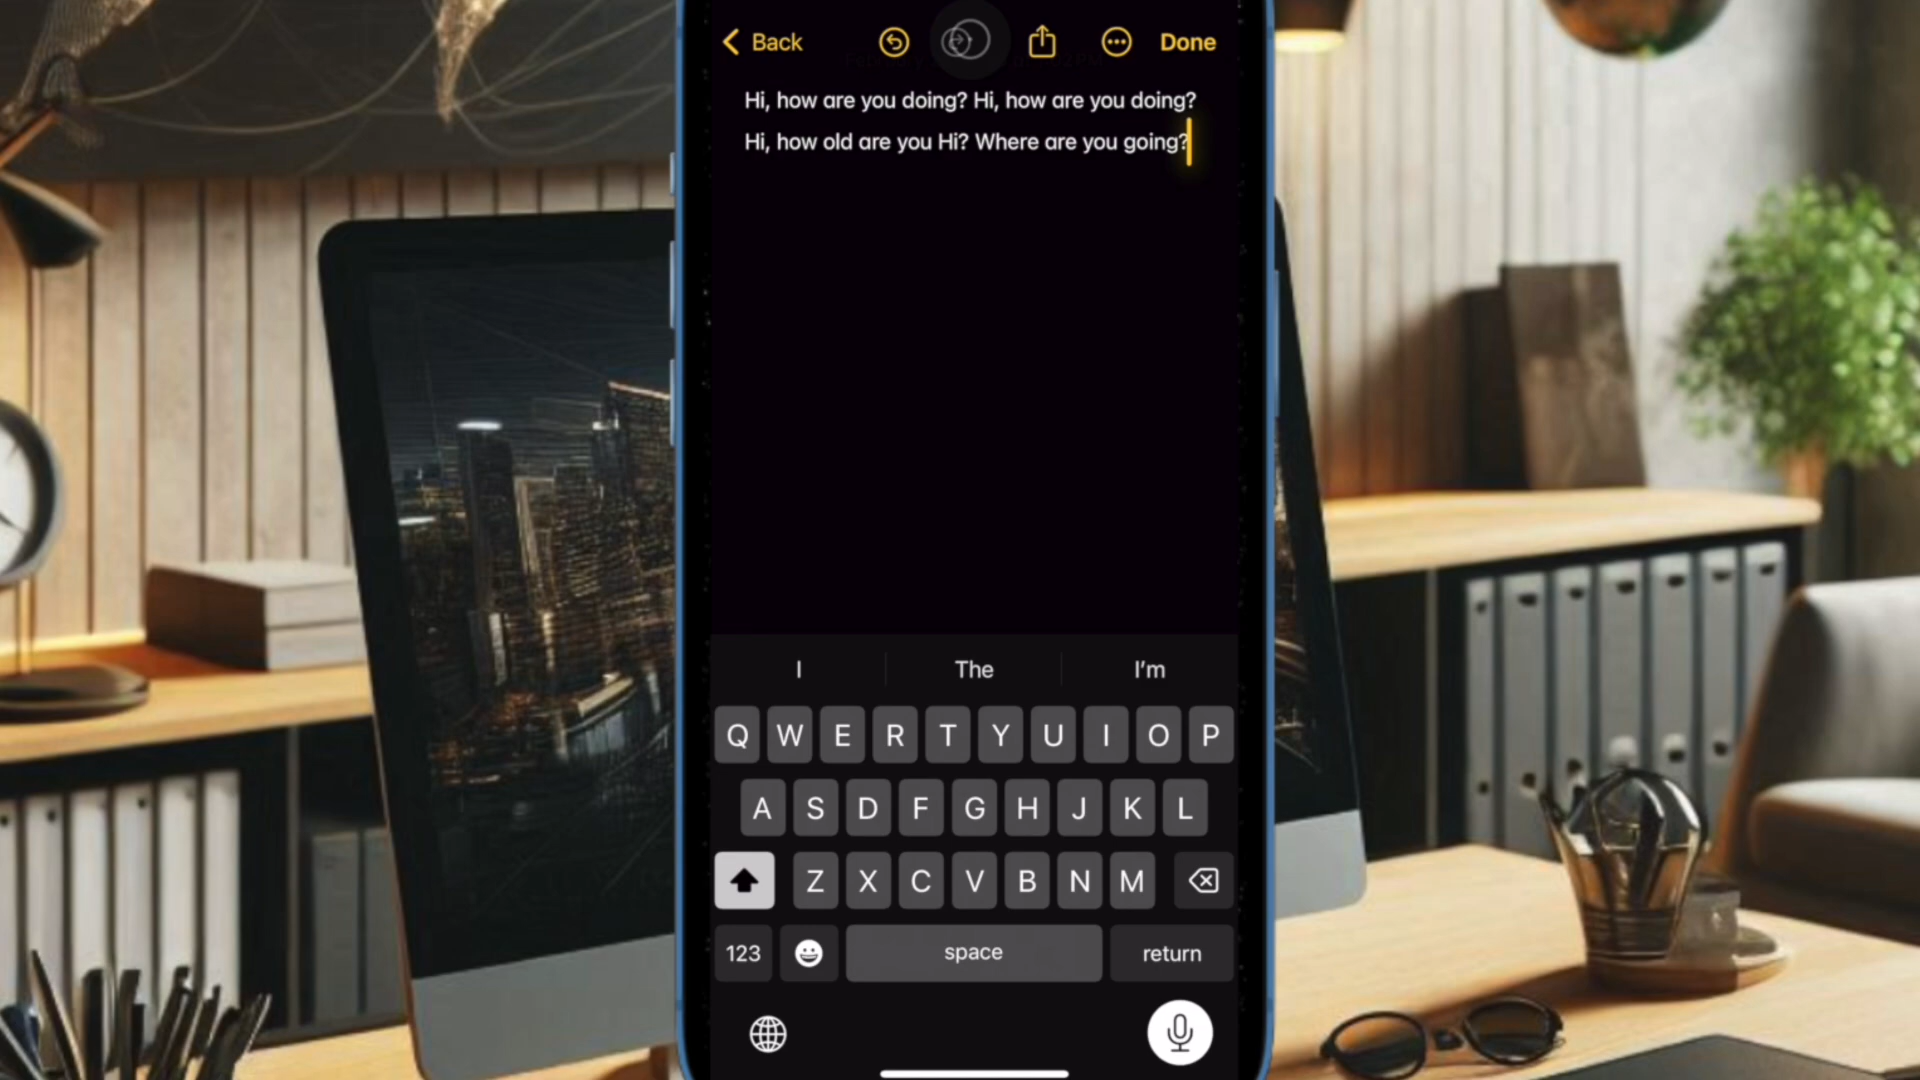 Back
Done
Hi, how are you doing? Hi, how are you doing?
Hi, how old are you Hi? Where are you going?
I The I'm
Q W E R T Y U I O P
A S D F G H J K L
Z X C V B N M
123 space return